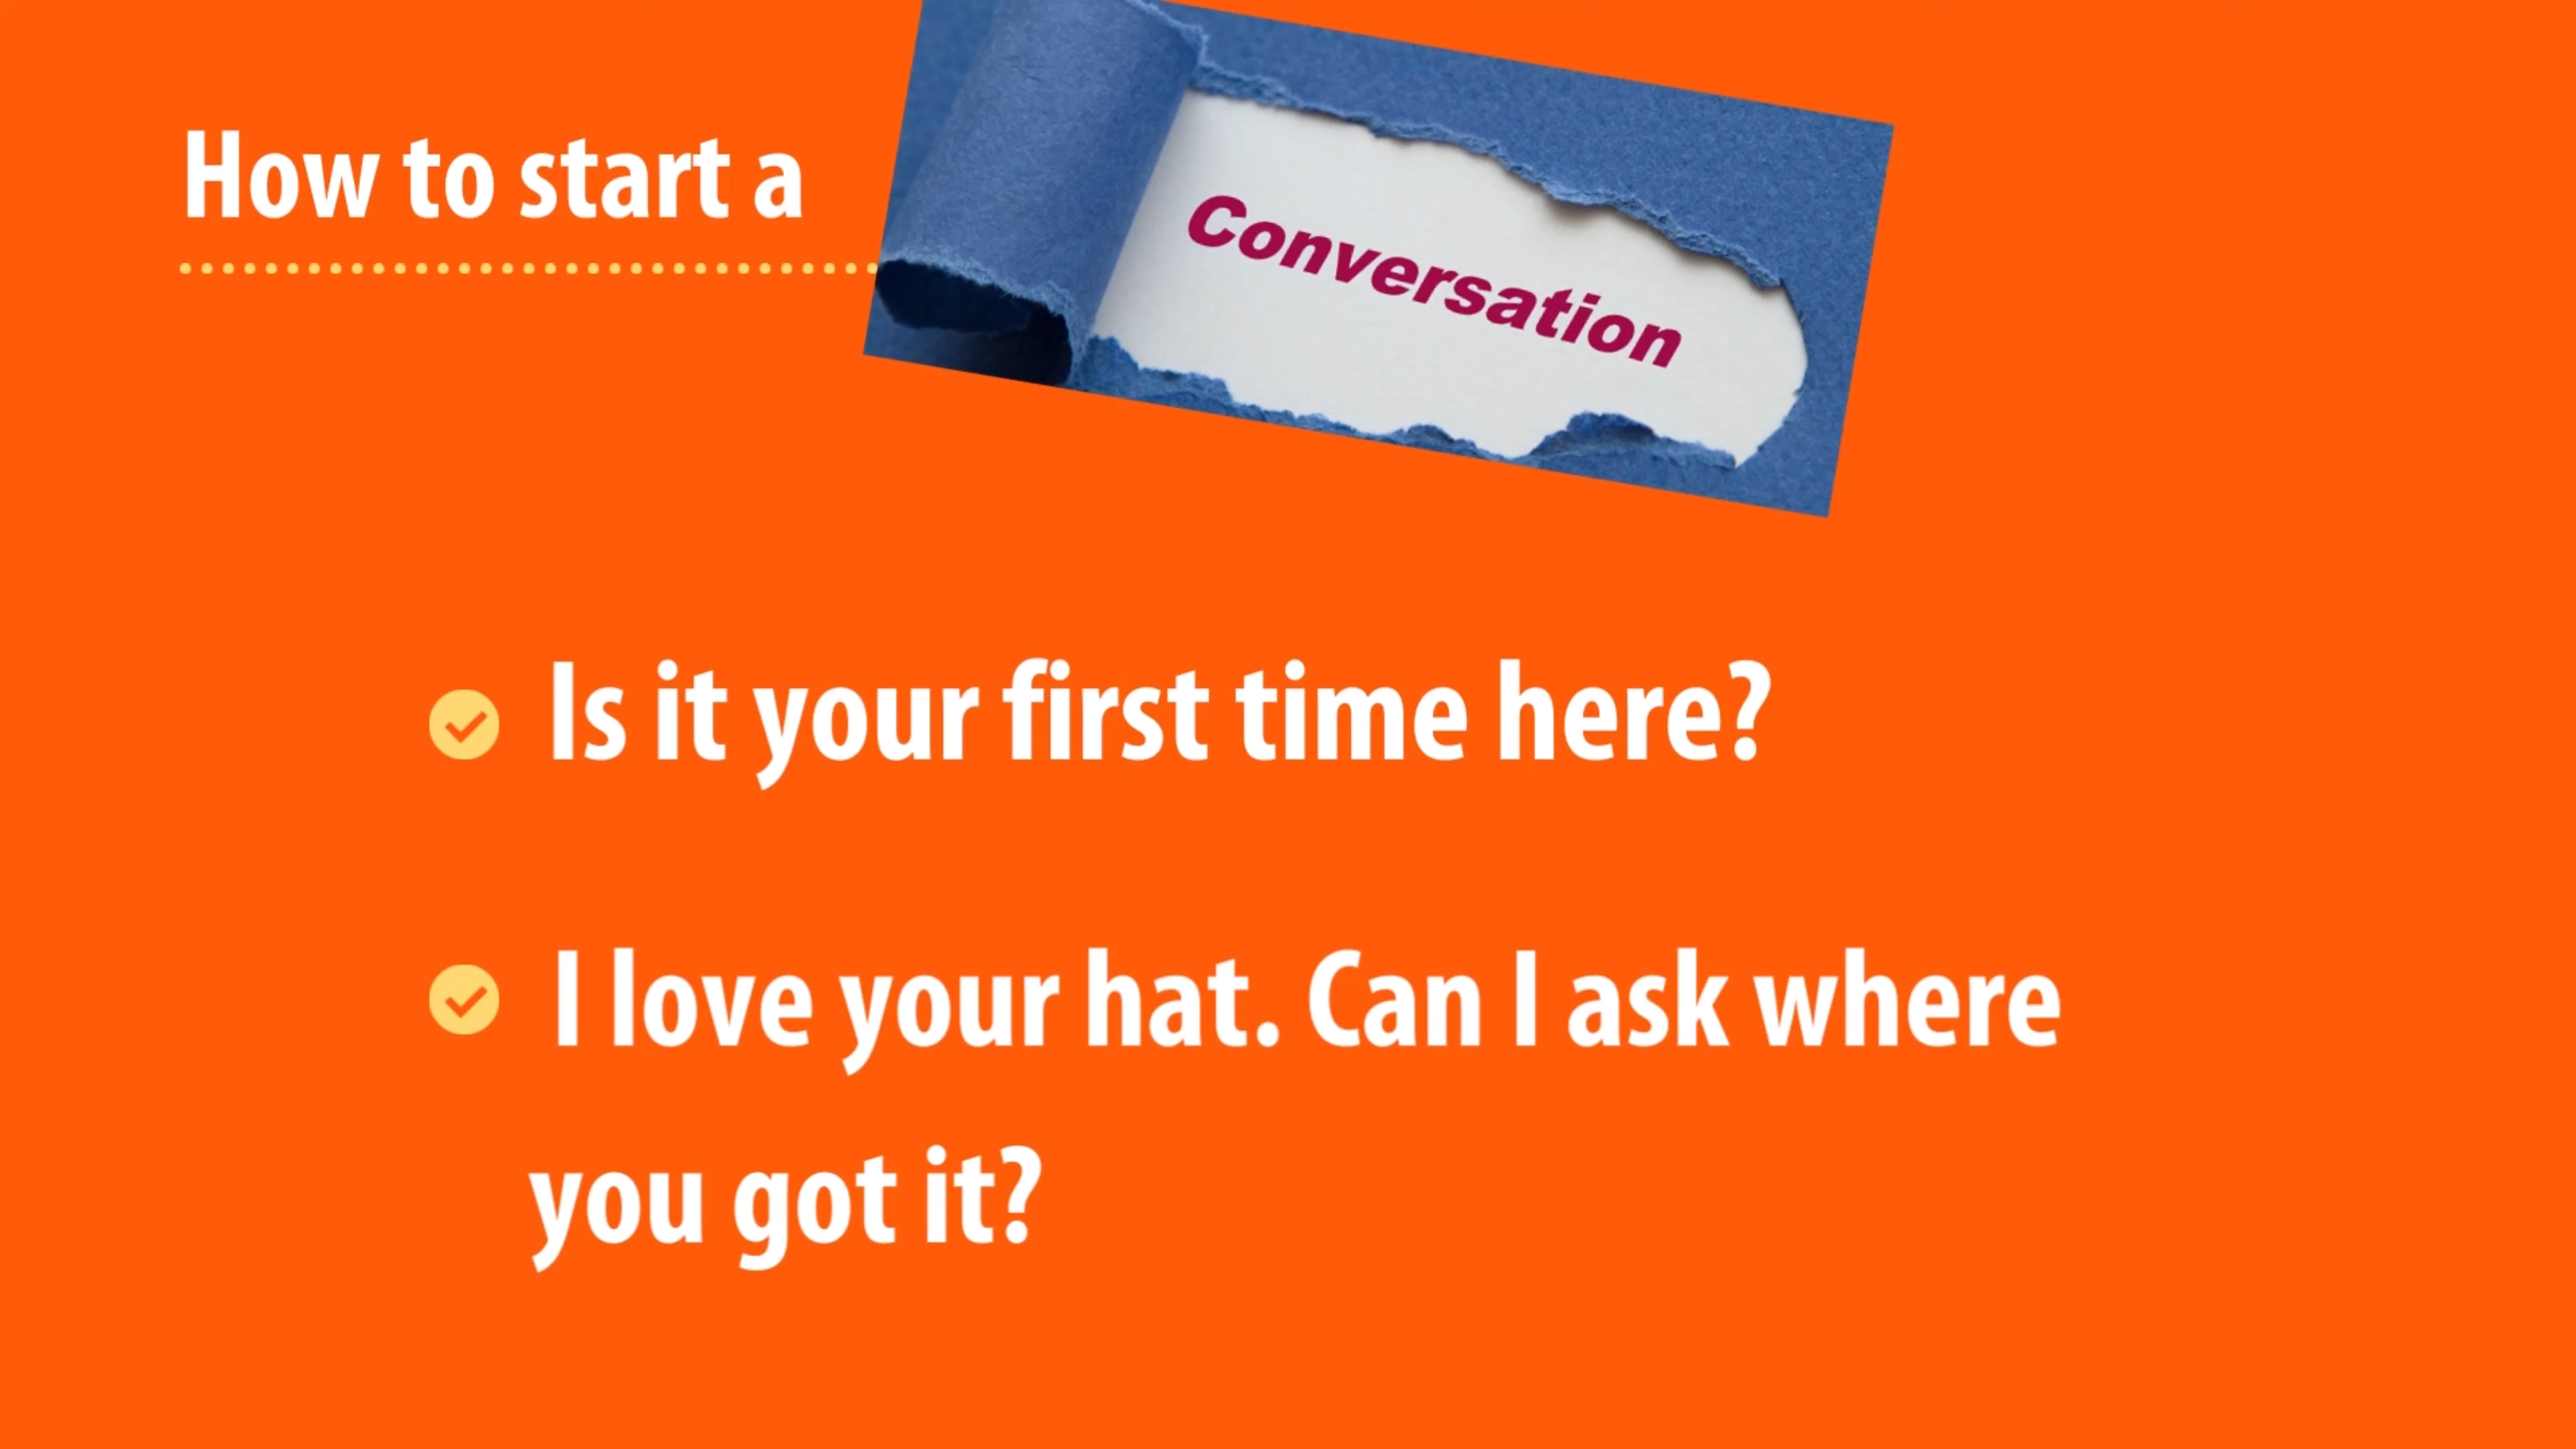 How to start a
Conversation
Is it your first time here?
I love your hat. Can I ask where
you got it?